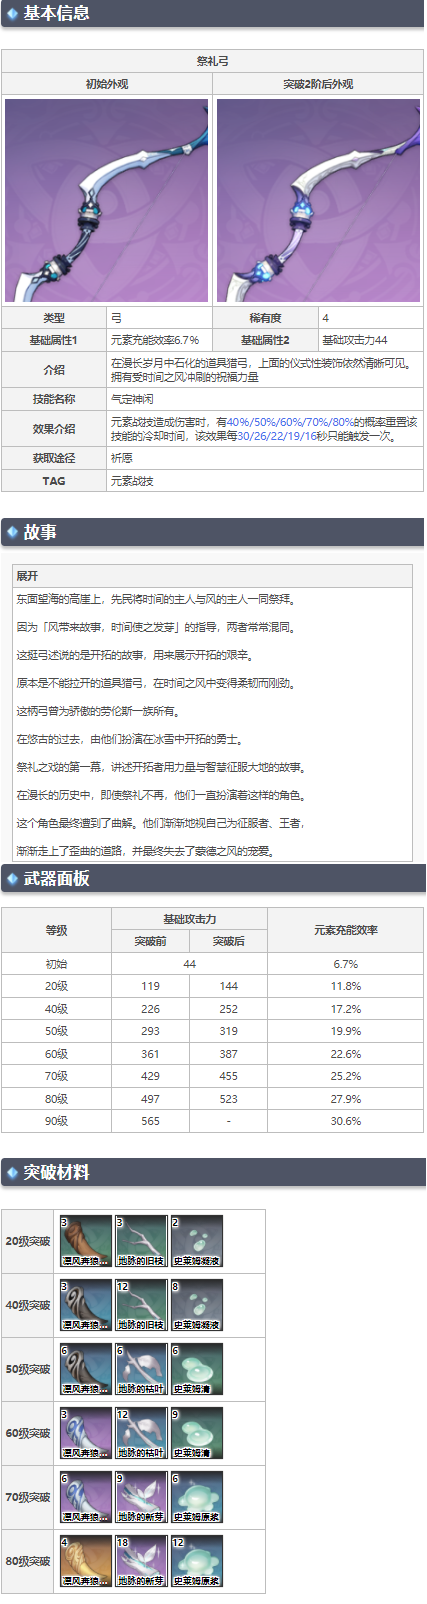 基本信息
祭礼弓
初始外观 突破2阶后外观
类型 弓 稀有度 4
基础属性1 元素充能效率6.7% 基础属性2 基础攻击力44
介绍 在漫长岁月中石化的道具猎弓，上面的仪式性装饰依然清晰可见。
拥有受时间之风冲刷的祝福力量
技能名称 气定神闲
效果介绍 元素战技造成伤害时，有40%/50%/60%/70%/80%的概率重置该
技能的冷却时间，该效果每30/26/22/19/16秒只能触发一次。
获取途径 祈愿
TAG 元素战技
故事
展开
东面望海的高崖上，先民将时间的主人与风的主人一同祭拜。
因为「风带来故事，时间使之发芽」的指导，两者常常混同。
这挺弓述说的是开拓的故事，用来展示开拓的艰辛。
原本是不能拉开的道具猎弓，在时间之风中变得柔韧而刚劲。
这柄弓曾为骄傲的劳伦斯一族所有。
在悠古的过去，由他们扮演在冰雪中开拓的勇士。
祭礼之戏的第一幕，讲述开拓者用力量与智慧征服大地的故事。
在漫长的历史中，即使祭礼不再，他们一直扮演着这样的角色。
这个角色最终遭到了曲解。他们渐渐地视自己为征服者、王者，
渐渐走上了歪曲的道路，并最终失去了蒙德之风的宠爱。
武器面板
等级 基础攻击力 元素充能效率
突破前 突破后
初始 44 6.7%
20级 119 144 11.8%
40级 226 252 17.2%
50级 293 319 19.9%
60级 361 387 22.6%
70级 429 455 25.2%
80级 497 523 27.9%
90级 565 - 30.6%
突破材料
20级突破 3 3 2
凛风奔狼... 地脉的旧枝 史莱姆凝液
40级突破 3 12 8
凛风奔狼... 地脉的旧枝 史莱姆凝液
50级突破 6 6 6
凛风奔狼... 地脉的枯叶 史莱姆清
60级突破 3 12 9
凛风奔狼... 地脉的枯叶 史莱姆清
70级突破 6 9 6
凛风奔狼... 地脉的新芽 史莱姆原浆
80级突破 4 18 12
凛风奔狼... 地脉的新芽 史莱姆原浆